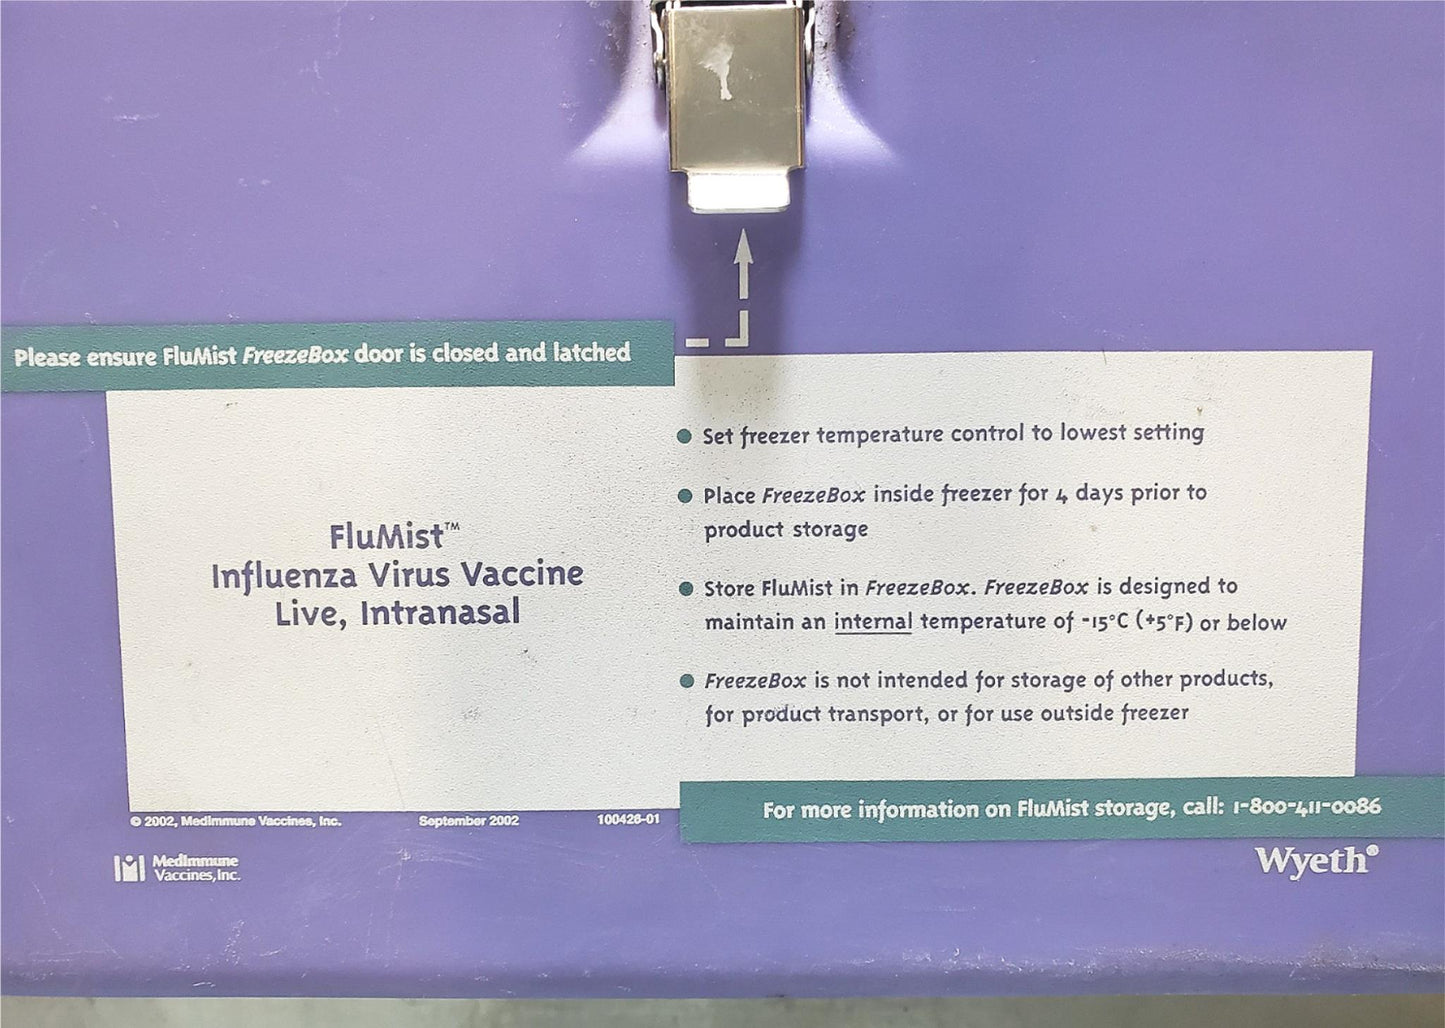 Please ensure FluMist FreezeBox door is closed and latched
FluMist™
Influenza Virus Vaccine
Live, Intranasal
Set freezer temperature control to lowest setting
Place FreezeBox inside freezer for 4 days prior to
product storage
Store FluMist in FreezeBox. FreezeBox is designed to
maintain an internal temperature of -15°C (+5°F) or below
FreezeBox is not intended for storage of other products,
for product transport, or for use outside freezer
For more information on FluMist storage, call: 1-800-411-0086
© 2002, MedImmune Vaccines, Inc. September 2002 100428-01
MedImmune
Vaccines, Inc.
Wyeth®